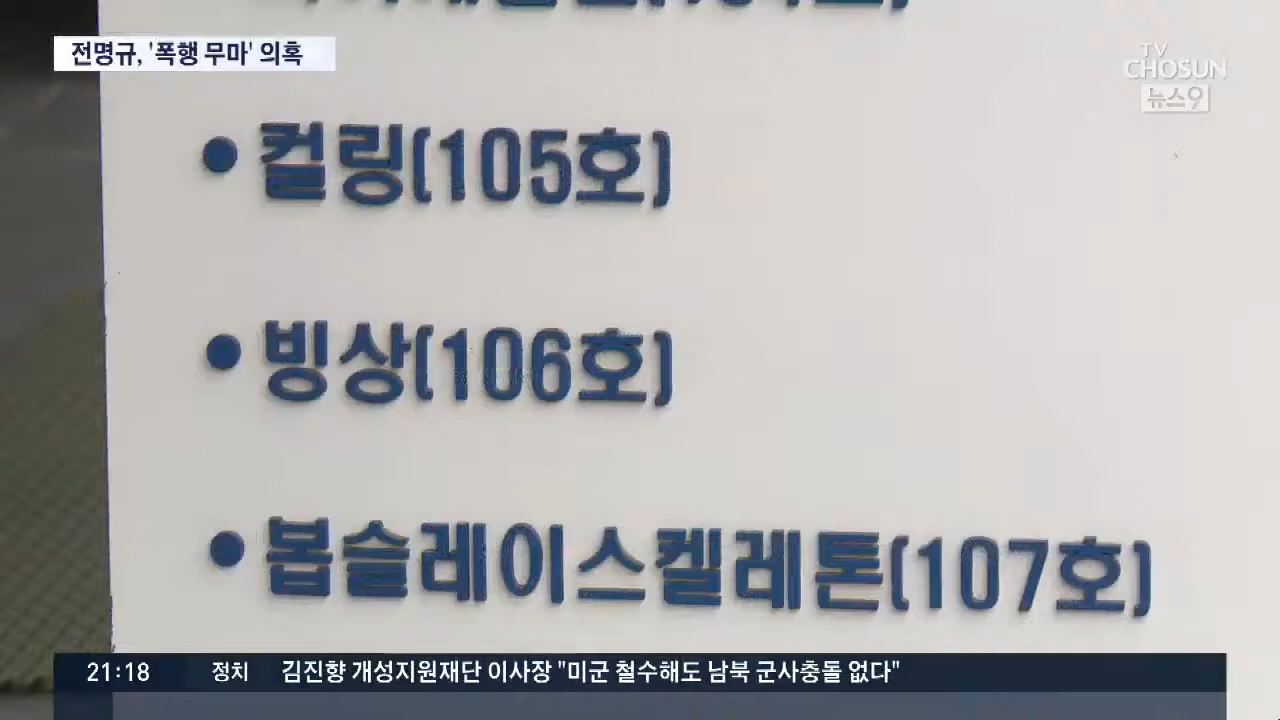 전명규, '폭행 무마' 의혹
TV
CHOSUN
뉴스9
• 컬링(105호)
• 빙상(106호)
• 봅슬레이스켈레톤(107호)
21:18 정치 김진향 개성지원재단 이사장 "미군 철수해도 남북 군사충돌 없다"